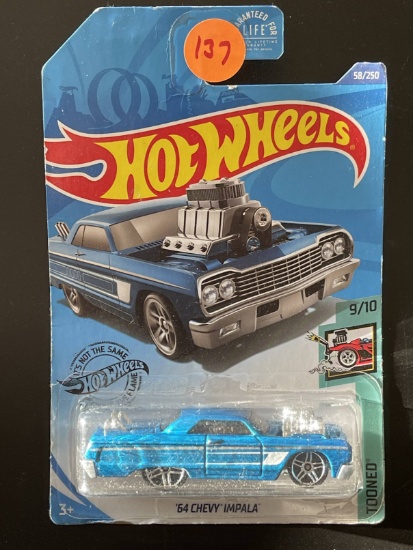 GUARANTEED FOR
LIFE
137
58/250
HOT WHEELS
9/10
IT'S NOT THE SAME
HOT WHEELS
FLAME
TOONED
3+
'64 CHEVY IMPALA